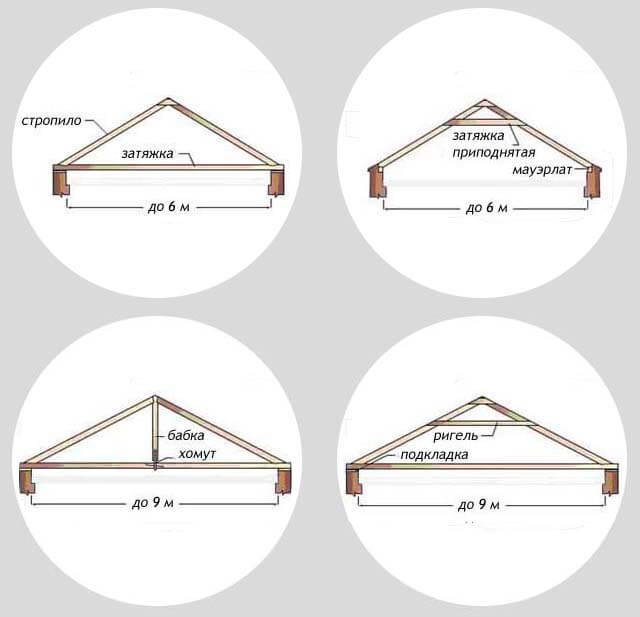 стропило
затяжка
до 6 м
затяжка
приподнятая
мауэрлат
до 6 м
бабка
хомут
до 9 м
ригель
подкладка
до 9 м